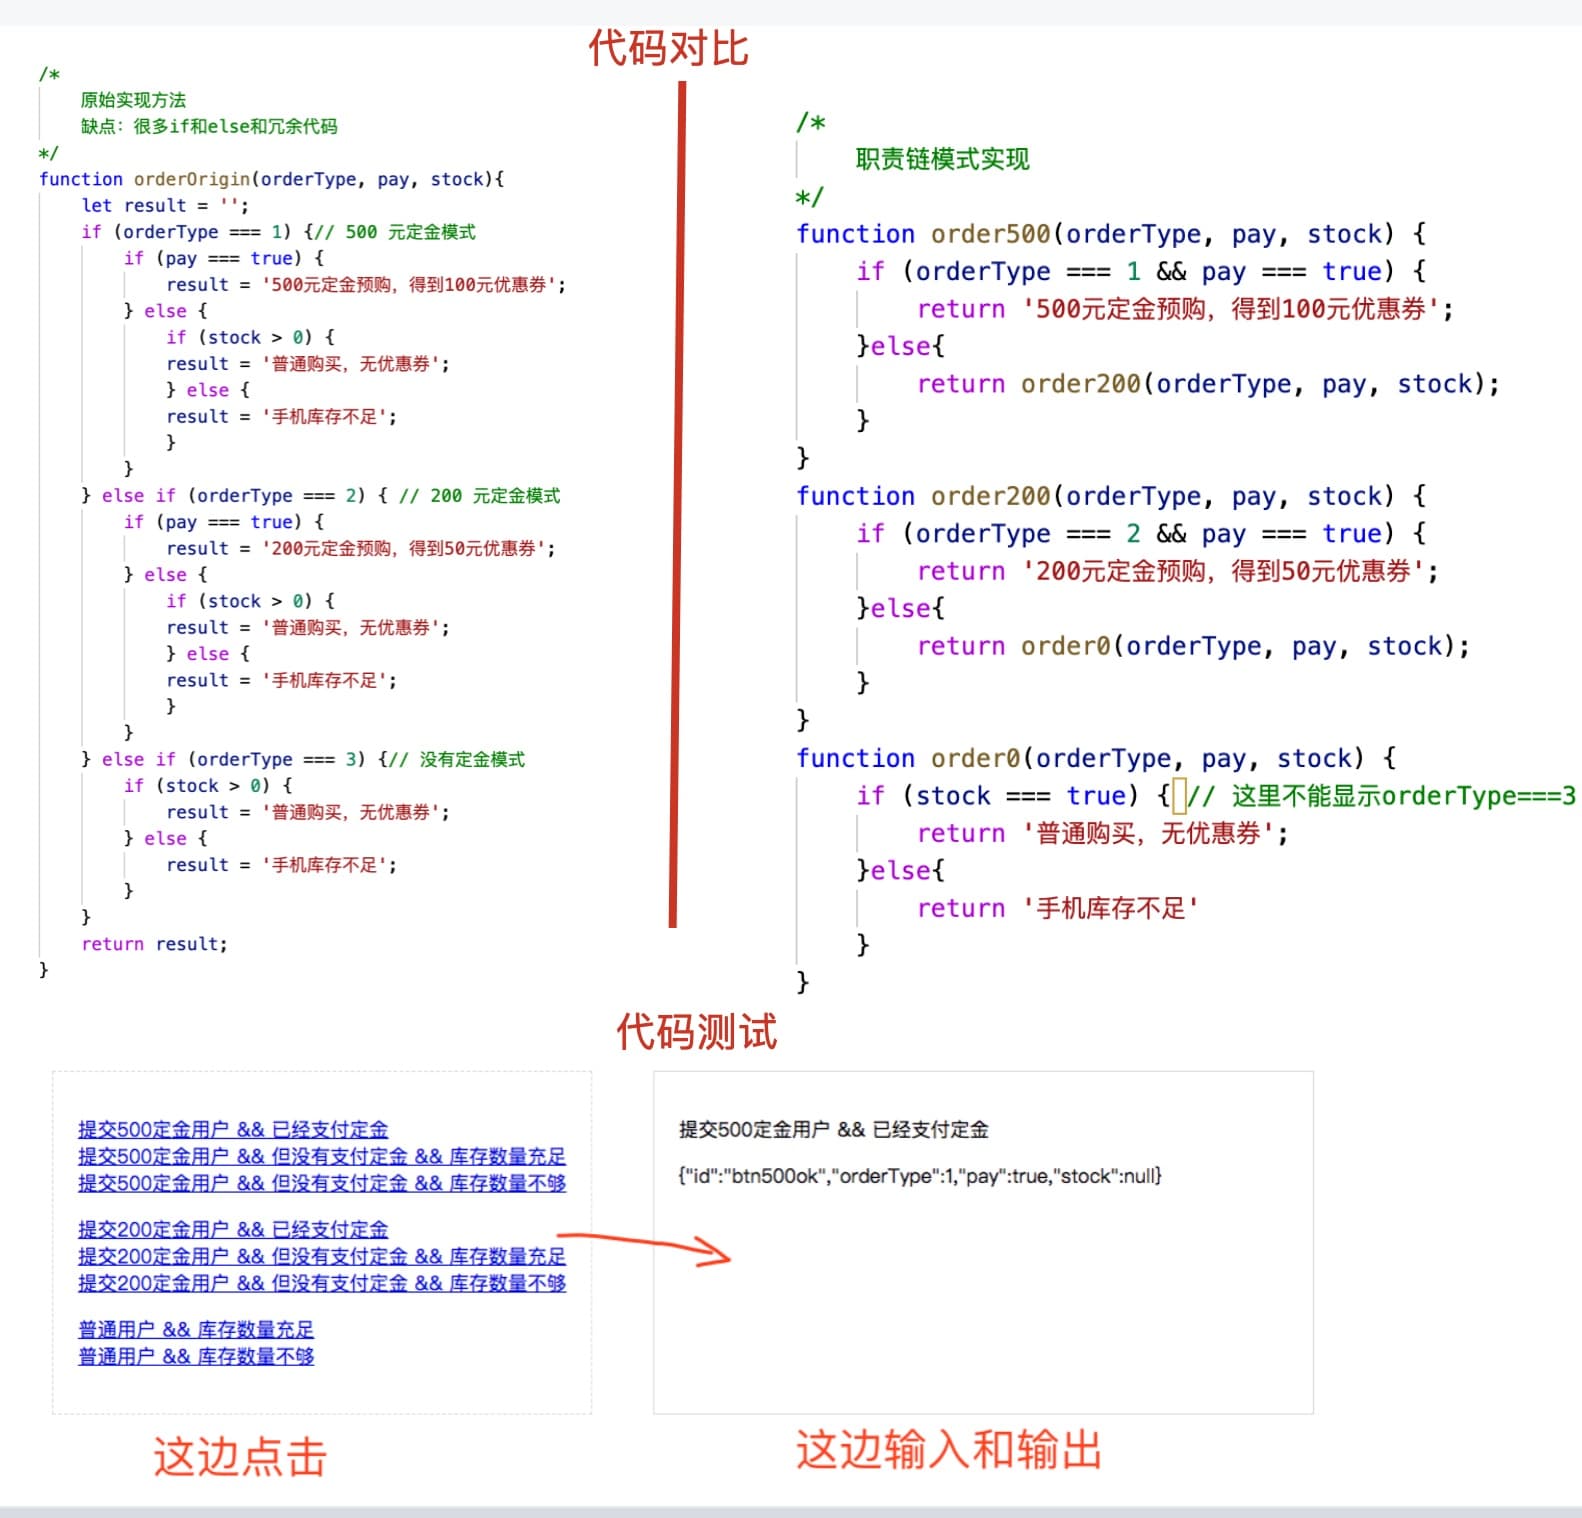 代码对比
/*
原始实现方法
缺点：很多if和else和冗余代码
*/
function orderOrigin(orderType, pay, stock){
let result = '';
if (orderType === 1) {// 500 元定金模式
if (pay === true) {
result = '500元定金预购，得到100元优惠券';
} else {
if (stock > 0) {
result = '普通购买，无优惠券';
} else {
result = '手机库存不足';
}
}
} else if (orderType === 2) { // 200 元定金模式
if (pay === true) {
result = '200元定金预购，得到50元优惠券';
} else {
if (stock > 0) {
result = '普通购买，无优惠券';
} else {
result = '手机库存不足';
}
}
} else if (orderType === 3) {// 没有定金模式
if (stock > 0) {
result = '普通购买，无优惠券';
} else {
result = '手机库存不足';
}
}
return result;
}
/*
职责链模式实现
*/
function order500(orderType, pay, stock) {
if (orderType === 1 && pay === true) {
return '500元定金预购，得到100元优惠券';
}else{
return order200(orderType, pay, stock);
}
}
function order200(orderType, pay, stock) {
if (orderType === 2 && pay === true) {
return '200元定金预购，得到50元优惠券';
}else{
return order0(orderType, pay, stock);
}
}
function order0(orderType, pay, stock) {
if (stock === true) { // 这里不能显示orderType===3
return '普通购买，无优惠券';
}else{
return '手机库存不足'
}
}
代码测试
提交500定金用户 && 已经支付定金
提交500定金用户 && 但没有支付定金 && 库存数量充足
提交500定金用户 && 但没有支付定金 && 库存数量不够
提交200定金用户 && 已经支付定金
提交200定金用户 && 但没有支付定金 && 库存数量充足
提交200定金用户 && 但没有支付定金 && 库存数量不够
普通用户 && 库存数量充足
普通用户 && 库存数量不够
提交500定金用户 && 已经支付定金
{"id":"btn500ok","orderType":1,"pay":true,"stock":null}
这边点击
这边输入和输出